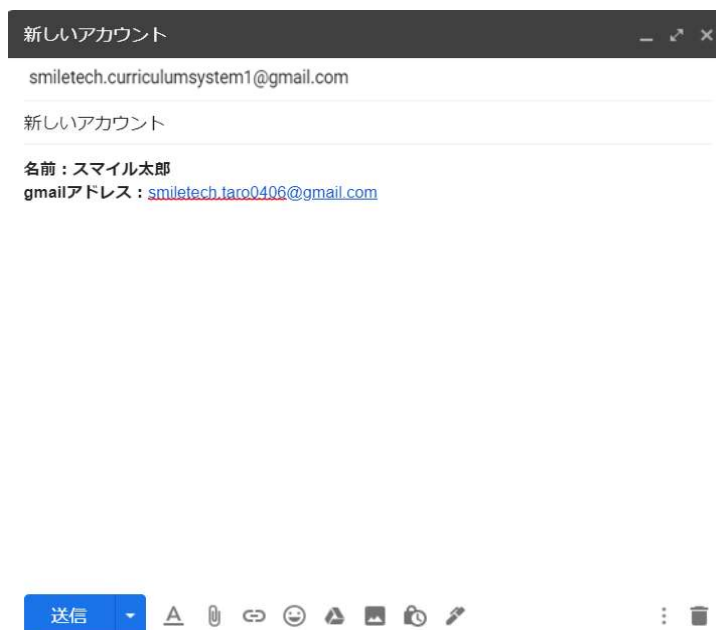 新しいアカウント
smiletech.curriculumsystem1@gmail.com
新しいアカウント
名前：スマイル太郎
gmailアドレス：smiletech.taro0406@gmail.com
送信